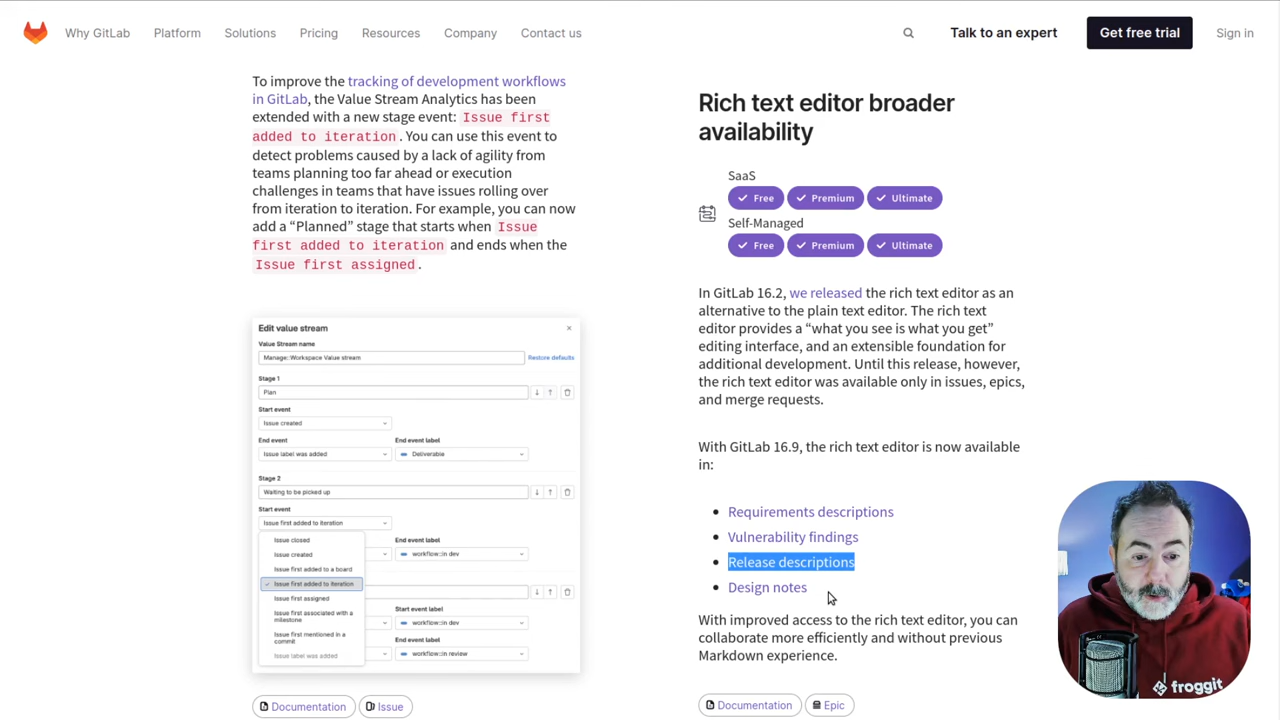 Why GitLab Platform Solutions Pricing Resources Company Contact us Talk to an expert Get free trial Sign in
To improve the tracking of development workflows
in GitLab, the Value Stream Analytics has been
extended with a new stage event: Issue first
added to iteration. You can use this event to
detect problems caused by a lack of agility from
teams planning too far ahead or execution
challenges in teams that have issues rolling over
from iteration to iteration. For example, you can now
add a “Planned” stage that starts when Issue
first added to iteration and ends when the
Issue first assigned.
Edit value stream
Value Stream name
Manage::Workspace Value stream
Restore defaults
Stage 1
Plan
Start event
Issue created
End event End event label
Issue label was added Deliverable
Stage 2
Waiting to be picked up
Start event
Issue first added to iteration
Issue closed
Issue created
Issue first added to a board
Issue first added to iteration
Issue first assigned
Issue first associated with a
milestone
Issue first mentioned in a
commit
Issue label was added
End event label
workflow::in dev
Start event label
workflow::in dev
End event label
workflow::in review
Documentation Issue
Rich text editor broader
availability
SaaS
Free Premium Ultimate
Self-Managed
Free Premium Ultimate
In GitLab 16.2, we released the rich text editor as an
alternative to the plain text editor. The rich text
editor provides a “what you see is what you get”
editing interface, and an extensible foundation for
additional development. Until this release, however,
the rich text editor was available only in issues, epics,
and merge requests.
With GitLab 16.9, the rich text editor is now available
in:
Requirements descriptions
Vulnerability findings
Release descriptions
Design notes
With improved access to the rich text editor, you can
collaborate more efficiently and without previous
Markdown experience.
Documentation Epic
froggit